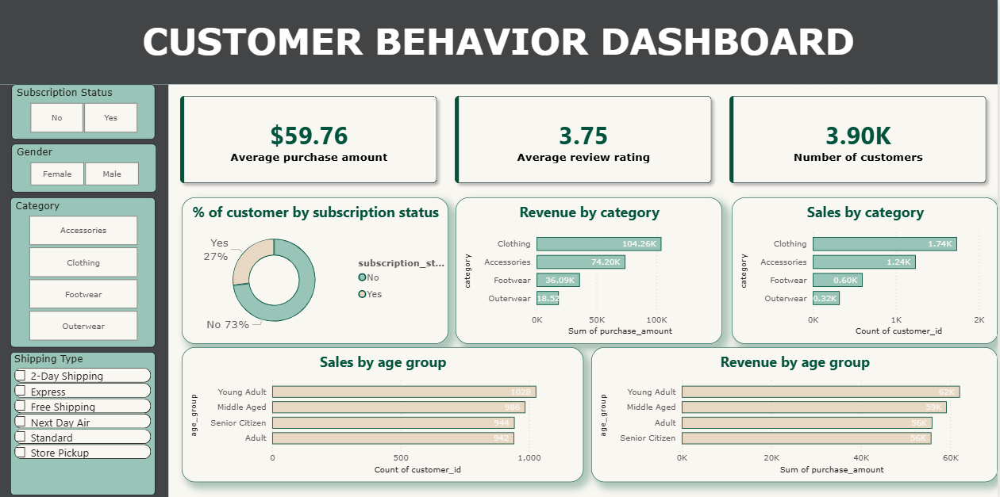 CUSTOMER BEHAVIOR DASHBOARD
Subscription Status
No
Yes
Gender
Female
Male
Category
Accessories
Clothing
Footwear
Outerwear
Shipping Type
2-Day Shipping
Express
Free Shipping
Next Day Air
Standard
Store Pickup
$59.76
Average purchase amount
3.75
Average review rating
3.90K
Number of customers
% of customer by subscription status
Yes
27%
No 73%
subscription_st...
No
Yes
Revenue by category
category
Clothing 104.26K
Accessories 74.20K
Footwear 36.09K
Outerwear 18.52
0K 50K 100K
Sum of purchase_amount
Sales by category
category
Clothing 1.74K
Accessories 1.24K
Footwear 0.60K
Outerwear 0.32K
0K 1K 2K
Count of customer_id
Sales by age group
age_group
Young Adult 1028
Middle Aged 986
Senior Citizen 944
Adult 942
0 500 1,000
Count of customer_id
Revenue by age group
age_group
Young Adult 62K
Middle Aged 59K
Adult 56K
Senior Citizen 56K
0K 20K 40K 60K
Sum of purchase_amount